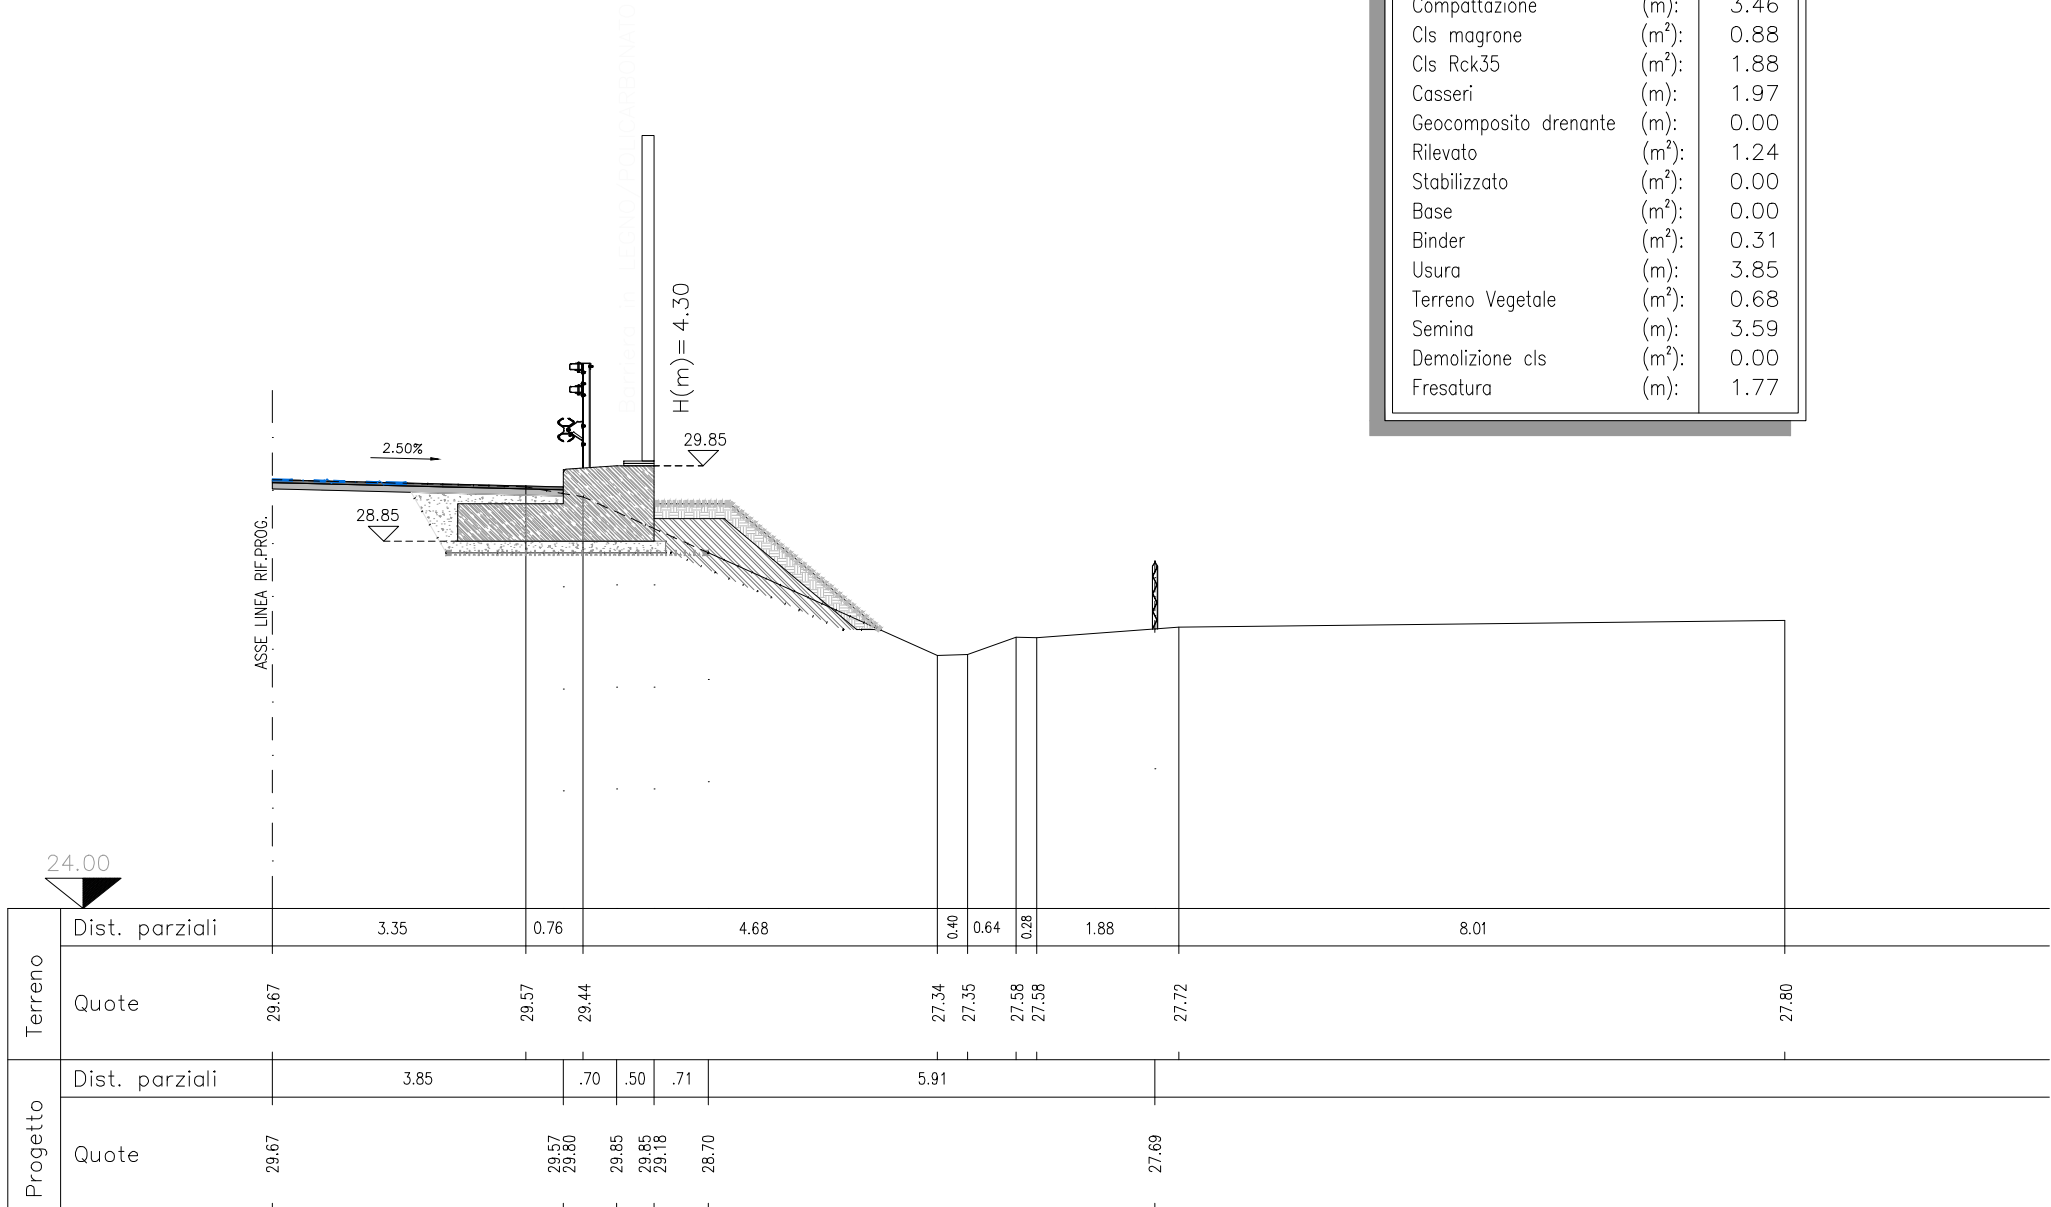 Compattazione (m): 3.46
Cls magrone (m²): 0.88
Cls Rck35 (m²): 1.88
Casseri (m): 1.97
Geocomposito drenante (m): 0.00
Rilevato (m²): 1.24
Stabilizzato (m²): 0.00
Base (m²): 0.00
Binder (m²): 0.31
Usura (m): 3.85
Terreno Vegetale (m²): 0.68
Semina (m): 3.59
Demolizione cls (m²): 0.00
Fresatura (m): 1.77
H(m)= 4.30
29.85
2.50%
28.85
ASSE LINEA RIF.PROG.
24.00
Terreno
Dist. parziali 3.35 0.76 4.68 0.40 0.64 0.28 1.88 8.01
Quote 29.67 29.57 29.44 27.34 27.35 27.58 27.58 27.72 27.80
Progetto
Dist. parziali 3.85 .70 .50 .71 5.91
Quote 29.67 29.57 29.80 29.85 29.85 29.18 28.70 27.69